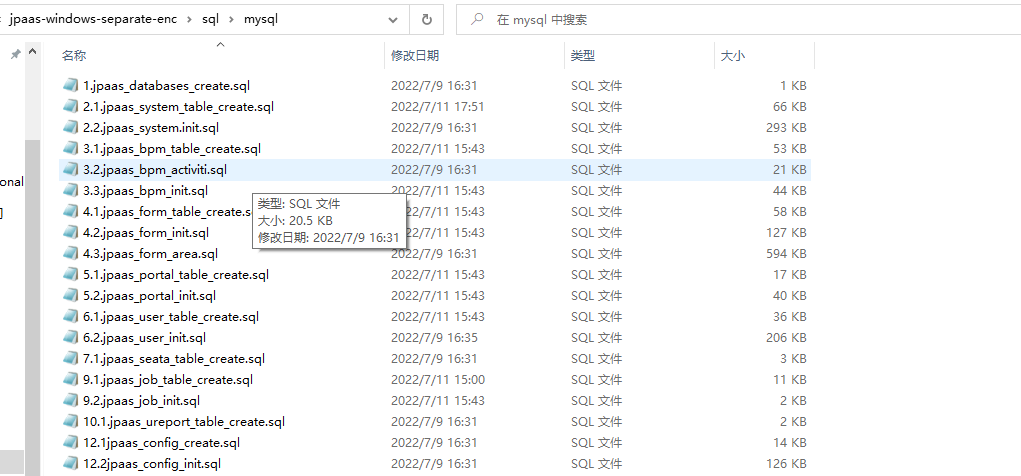 jpaas-windows-separate-enc > sql > mysql
在 mysql 中搜索
名称 修改日期 类型 大小
1.jpaas_databases_create.sql 2022/7/9 16:31 SQL 文件 1 KB
2.1.jpaas_system_table_create.sql 2022/7/11 17:51 SQL 文件 66 KB
2.2.jpaas_system.init.sql 2022/7/9 16:31 SQL 文件 293 KB
3.1.jpaas_bpm_table_create.sql 2022/7/11 15:43 SQL 文件 53 KB
3.2.jpaas_bpm_activiti.sql 2022/7/9 16:31 SQL 文件 21 KB
onal
3.3.jpaas_bpm_init.sql 2022/7/11 15:43 SQL 文件 44 KB
类型: SQL 文件
大小: 20.5 KB
修改日期: 2022/7/9 16:31
4.1.jpaas_form_table_create.s 2/7/11 15:43 SQL 文件 58 KB
4.2.jpaas_form_init.sql 2/7/11 15:43 SQL 文件 127 KB
4.3.jpaas_form_area.sql 2022/7/9 16:31 SQL 文件 594 KB
5.1.jpaas_portal_table_create.sql 2022/7/11 15:43 SQL 文件 17 KB
5.2.jpaas_portal_init.sql 2022/7/11 15:43 SQL 文件 40 KB
6.1.jpaas_user_table_create.sql 2022/7/11 15:43 SQL 文件 36 KB
6.2.jpaas_user_init.sql 2022/7/9 16:35 SQL 文件 206 KB
7.1.jpaas_seata_table_create.sql 2022/7/9 16:31 SQL 文件 3 KB
9.1.jpaas_job_table_create.sql 2022/7/11 15:00 SQL 文件 11 KB
9.2.jpaas_job_init.sql 2022/7/11 15:43 SQL 文件 2 KB
10.1.jpaas_ureport_table_create.sql 2022/7/9 16:31 SQL 文件 2 KB
12.1jpaas_config_create.sql 2022/7/9 16:31 SQL 文件 14 KB
12.2jpaas_config_init.sql 2022/7/9 16:31 SQL 文件 126 KB